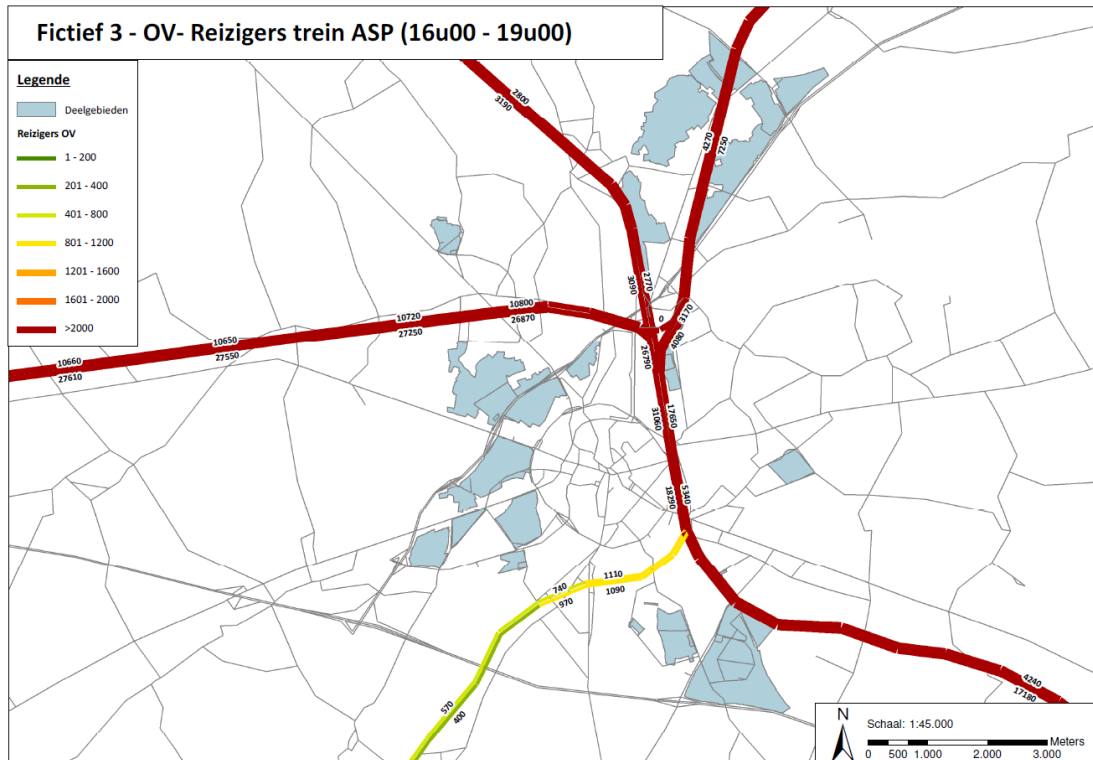 Fictief 3 - OV- Reizigers trein ASP (16u00 - 19u00)
Legende
Deelgebieden
Reizigers OV
1 - 200
201 - 400
401 - 800
801 - 1200
1201 - 1600
1601 - 2000
>2000
2800
3190
4270
7250
2770
3090
0
3170
4080
10800
26870
10720
27250
10650
27550
10660
27610
26790
17650
31060
5340
18290
1110
1090
740
970
570
400
4240
17180
N
Schaal: 1:45.000
Meters
0 500 1.000 2.000 3.000